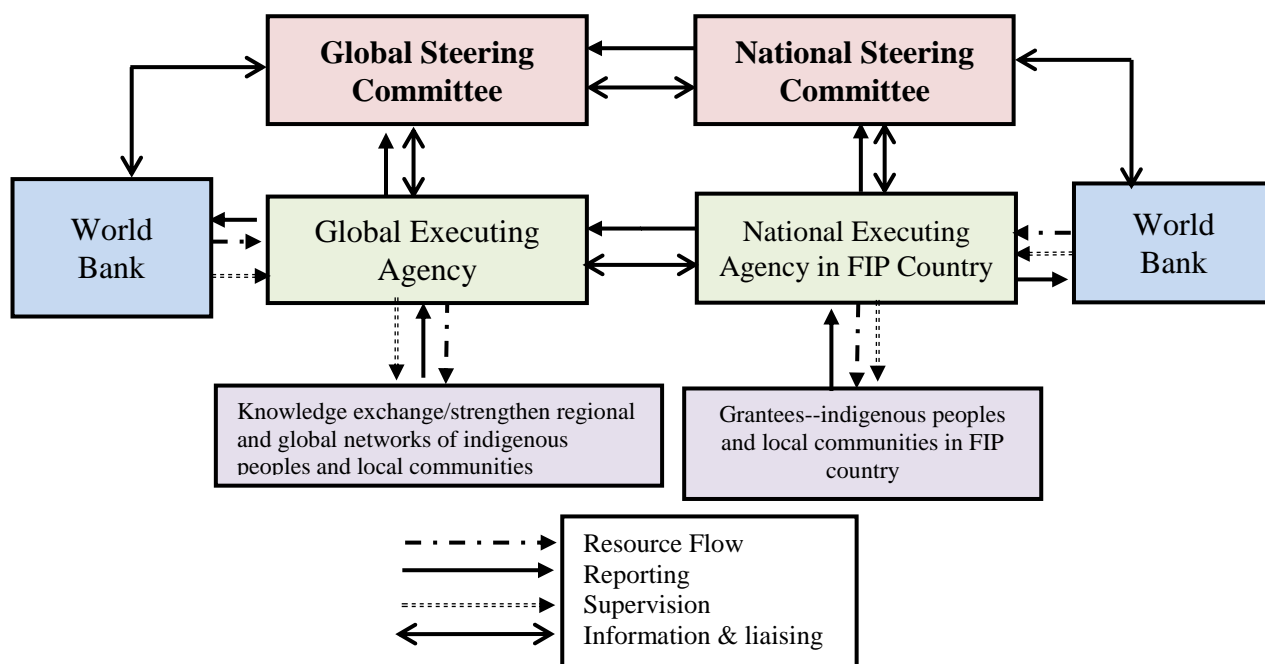 Global Steering
Committee
National Steering
Committee
World
Bank
Global Executing
Agency
National Executing
Agency in FIP Country
World
Bank
Knowledge exchange/strengthen regional
and global networks of indigenous
peoples and local communities
Grantees--indigenous peoples
and local communities in FIP
country
Resource Flow
Reporting
Supervision
Information & liaising